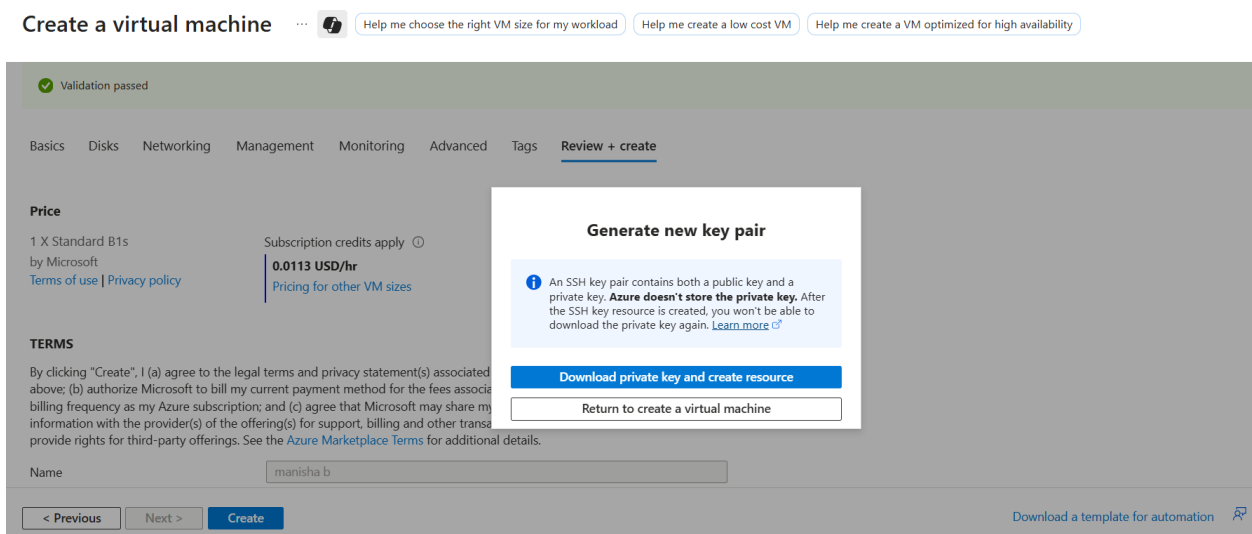 Create a virtual machine ...
Help me choose the right VM size for my workload
Help me create a low cost VM
Help me create a VM optimized for high availability
Validation passed
Basics Disks Networking Management Monitoring Advanced Tags Review + create
Price
1 X Standard B1s
by Microsoft
Terms of use | Privacy policy
Subscription credits apply
0.0113 USD/hr
Pricing for other VM sizes
TERMS
By clicking "Create", I (a) agree to the legal terms and privacy statement(s) associated
above; (b) authorize Microsoft to bill my current payment method for the fees associa
billing frequency as my Azure subscription; and (c) agree that Microsoft may share my
information with the provider(s) of the offering(s) for support, billing and other transa
provide rights for third-party offerings. See the Azure Marketplace Terms for additional details.
Name
manisha b
Generate new key pair
An SSH key pair contains both a public key and a
private key. Azure doesn't store the private key. After
the SSH key resource is created, you won't be able to
download the private key again. Learn more
Download private key and create resource
Return to create a virtual machine
< Previous
Next >
Create
Download a template for automation